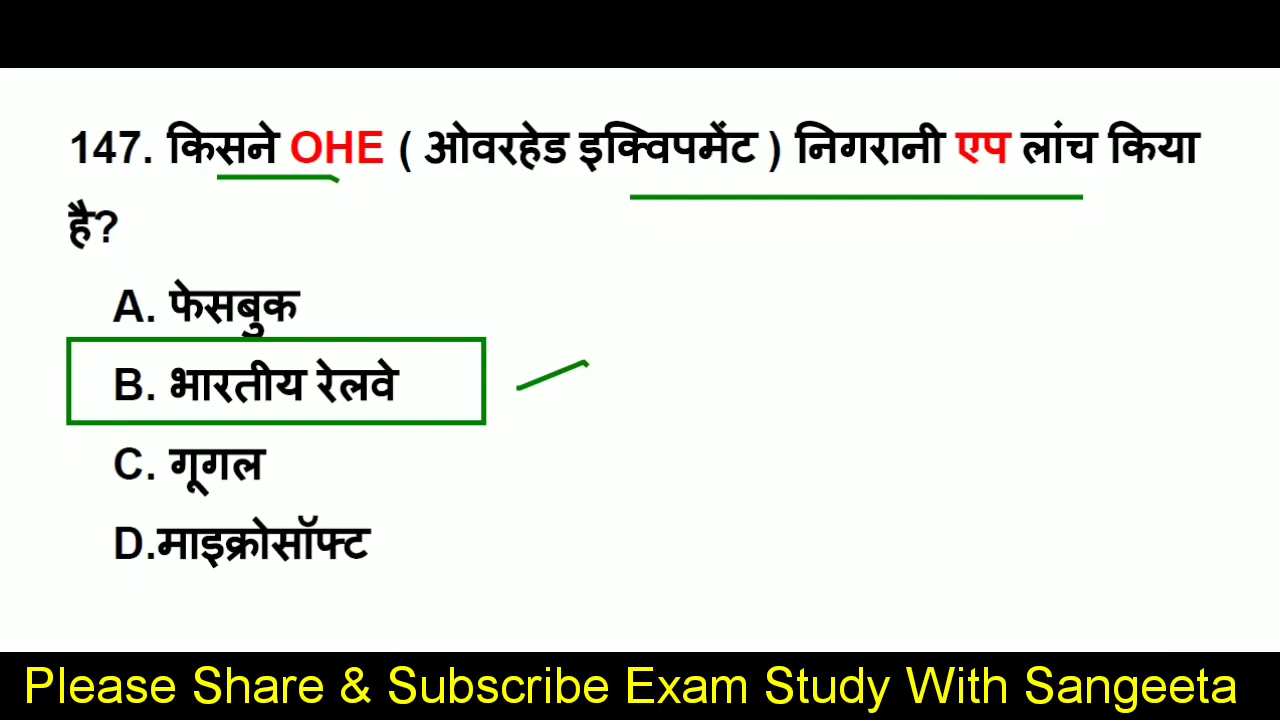 147. किसने OHE ( ओवरहेड इक्विपमेंट ) निगरानी एप लांच किया
है?
A. फेसबुक
B. भारतीय रेलवे
C. गूगल
D.माइक्रोसॉफ्ट
Please Share & Subscribe Exam Study With Sangeeta